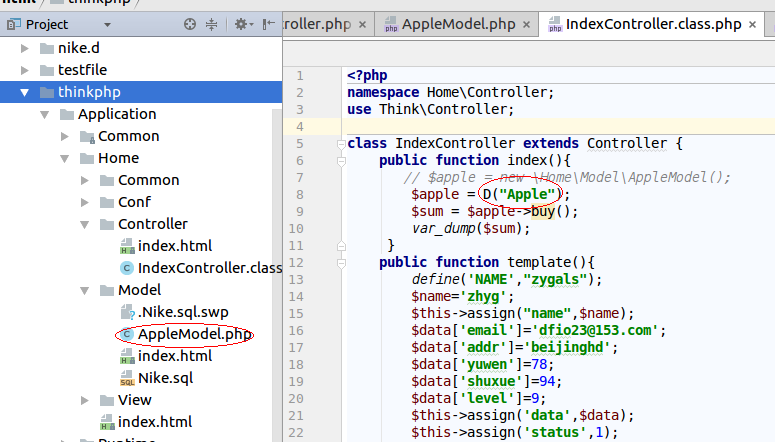 html
thinkphp
Project
troller.php
AppleModel.php
IndexController.class.php
nike.d
testfile
thinkphp
Application
Common
Home
Common
Conf
Controller
index.html
IndexController.class
Model
.Nike.sql.swp
AppleModel.php
index.html
Nike.sql
View
index.html
1 <?php
2 namespace Home\Controller;
3 use Think\Controller;
4
5 class IndexController extends Controller {
6 public function index(){
7 // $apple = new \Home\Model\AppleModel();
8 $apple = D("Apple");
9 $sum = $apple->buy();
10 var_dump($sum);
11 }
12 public function template(){
13 define('NAME',"zygals");
14 $name='zhyg';
15 $this->assign("name",$name);
16 $data['email']='dfio23@153.com';
17 $data['addr']='beijinghd';
18 $data['yuwen']=78;
19 $data['shuxue']=94;
20 $data['level']=9;
21 $this->assign('data',$data);
22 $this->assign('status',1);